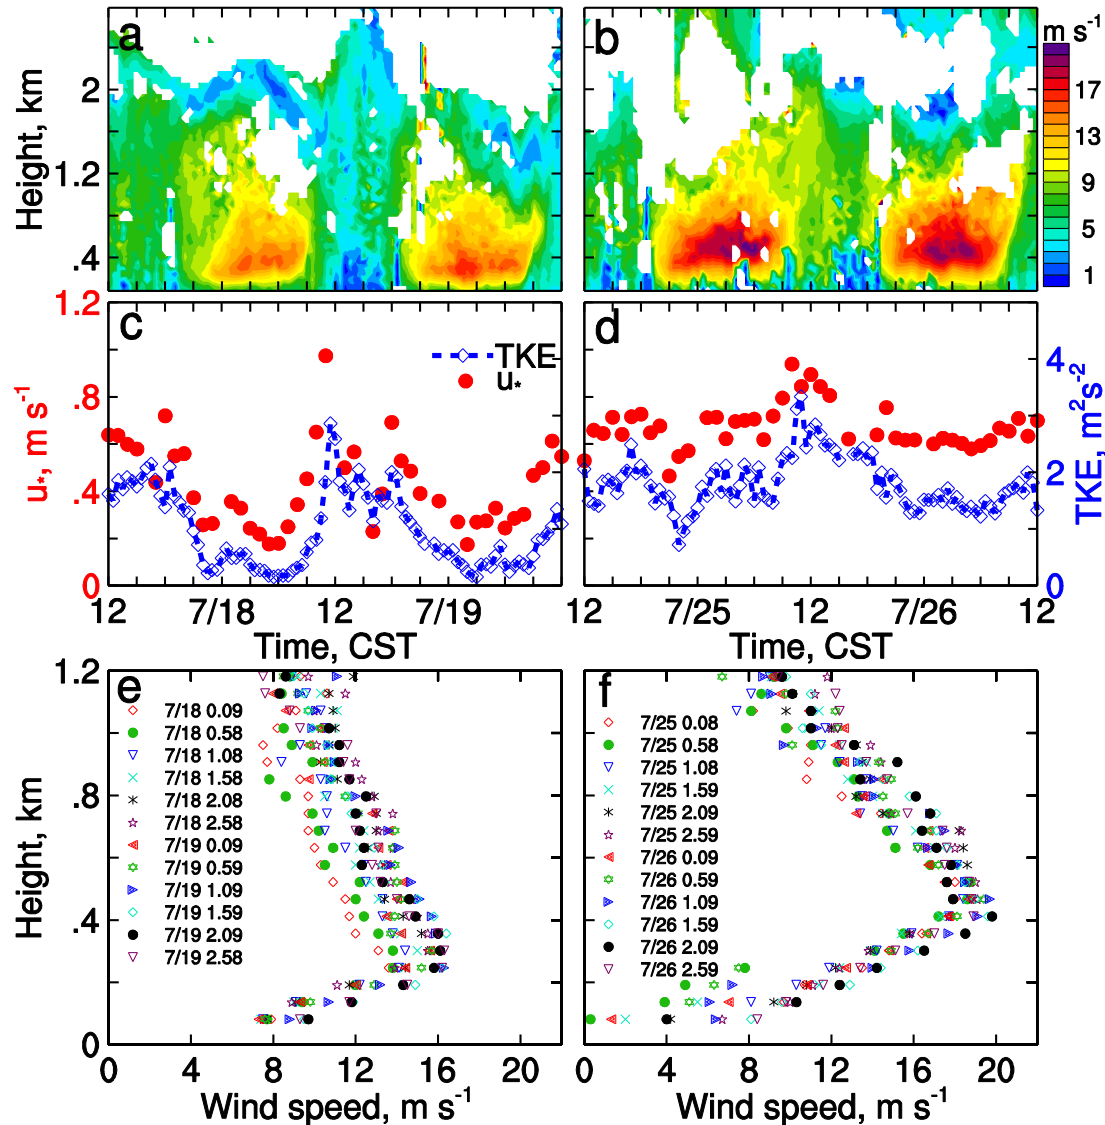 a
b
m s-1
Height, km
2
1.2
.4
17
13
9
5
1
c
d
u*, m s-1
1.2
.8
.4
0
TKE
u*
4
2
0
TKE, m2s-2
12
7/18
12
7/19
12
7/25
12
7/26
12
Time, CST
Time, CST
e
f
Height, km
1.2
.8
.4
0
7/18 0.09
7/18 0.58
7/18 1.08
7/18 1.58
7/18 2.08
7/18 2.58
7/19 0.09
7/19 0.59
7/19 1.09
7/19 1.59
7/19 2.09
7/19 2.58
7/25 0.08
7/25 0.58
7/25 1.08
7/25 1.59
7/25 2.09
7/25 2.59
7/26 0.09
7/26 0.59
7/26 1.09
7/26 1.59
7/26 2.09
7/26 2.59
0 4 8 12 16 20
0 4 8 12 16 20
Wind speed, m s-1
Wind speed, m s-1